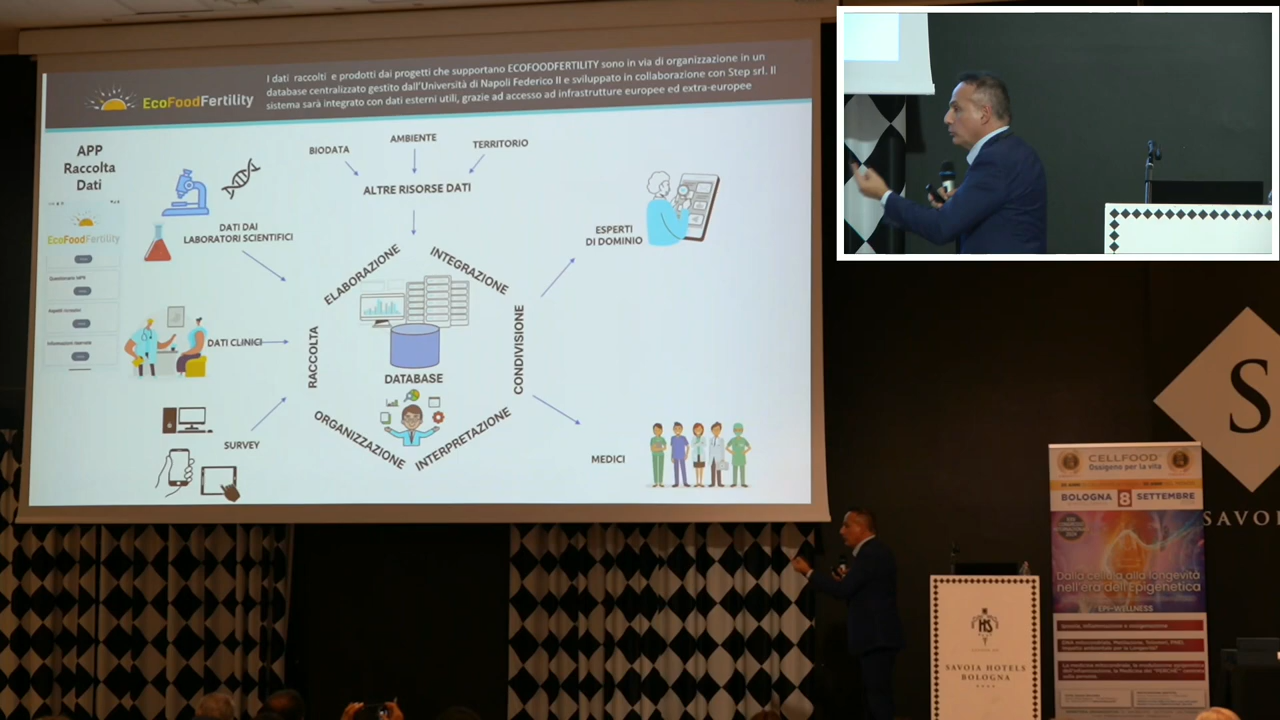 I dati raccolti e prodotti dai progetti che supportano ECOFOODFERTILITY sono in via di organizzazione in un
database centralizzato gestito dall'Università di Napoli Federico II e sviluppato in collaborazione con Step srl. Il
sistema sarà integrato con dati esterni utili, grazie ad accesso ad infrastrutture europee ed extra-europee
EcoFoodFertility
APP
Raccolta
Dati
EcoFoodFertility
BIODATA
AMBIENTE
TERRITORIO
ALTRE RISORSE DATI
DATI DAI
LABORATORI SCIENTIFICI
DATI CLINICI
SURVEY
RACCOLTA
ELABORAZIONE
INTEGRAZIONE
CONDIVISIONE
INTERPRETAZIONE
ORGANIZZAZIONE
DATABASE
ESPERTI
DI DOMINIO
MEDICI
S
SAVOI
HS
SAVOIA HOTELS
BOLOGNA
CELLFOOD
Ossigeno per la vita
BOLOGNA 8 SETTEMBRE
Dalla cellula alla longevità
nell'era dell'Epigenetica
EPI-WELLNESS